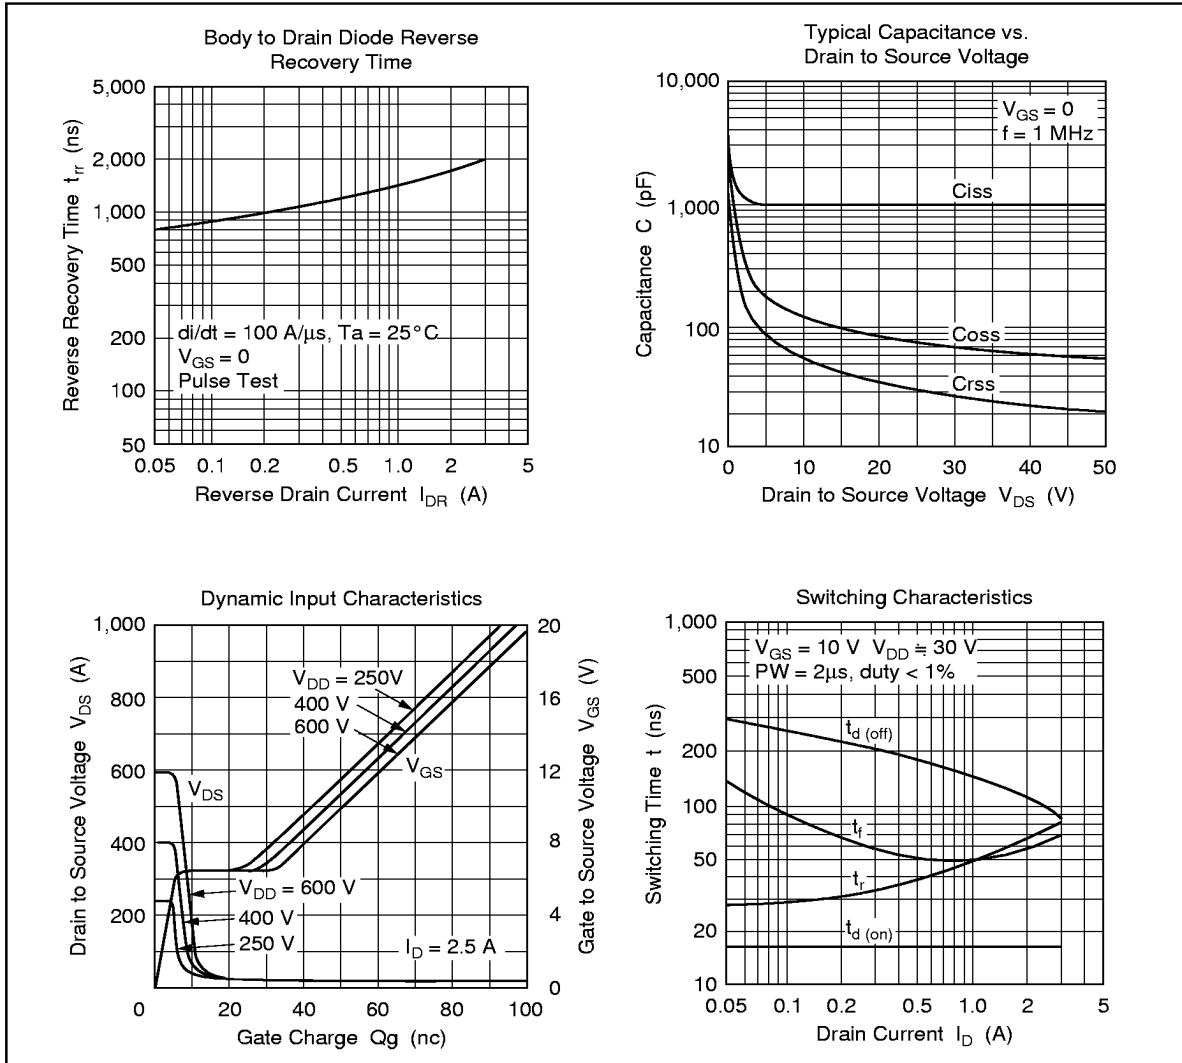 Body to Drain Diode Reverse
Recovery Time
5,000
2,000
1,000
500
200
100
50
Reverse Recovery Time t_rr (ns)
di/dt = 100 A/µs, Ta = 25°C
V_GS = 0
Pulse Test
0.05 0.1 0.2 0.5 1.0 2 5
Reverse Drain Current I_DR (A)
Typical Capacitance vs.
Drain to Source Voltage
10,000
1,000
100
10
Capacitance C (pF)
V_GS = 0
f = 1 MHz
Ciss
Coss
Crss
0 10 20 30 40 50
Drain to Source Voltage V_DS (V)
Dynamic Input Characteristics
1,000
800
600
400
200
0
Drain to Source Voltage V_DS (A)
20
16
12
8
4
0
Gate to Source Voltage V_GS (V)
V_DD = 250V
400 V
600 V
V_GS
V_DS
V_DD = 600 V
400 V
250 V
I_D = 2.5 A
0 20 40 60 80 100
Gate Charge Qg (nc)
Switching Characteristics
1,000
500
200
100
50
20
10
Switching Time t (ns)
V_GS = 10 V V_DD ≒ 30 V
PW = 2µs, duty < 1%
t_d (off)
t_f
t_r
t_d (on)
0.05 0.1 0.2 0.5 1.0 2 5
Drain Current I_D (A)